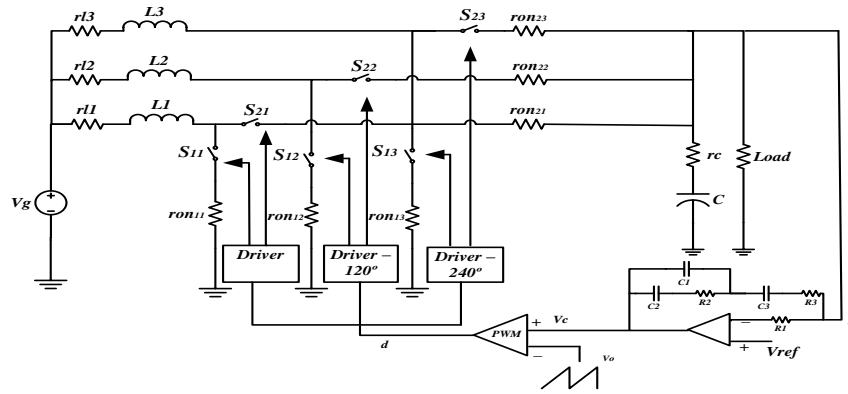 rl3 L3 S23 ron23
rl2 L2 S22 ron22
rl1 L1 S21 ron21
S11 S12 S13 rc Load
Vg C
ron11 ron12 ron13
Driver Driver – 120º Driver – 240º
C1
C2 R2 C3 R3
R1
Vc + PWM – d
– + Vref
Vo